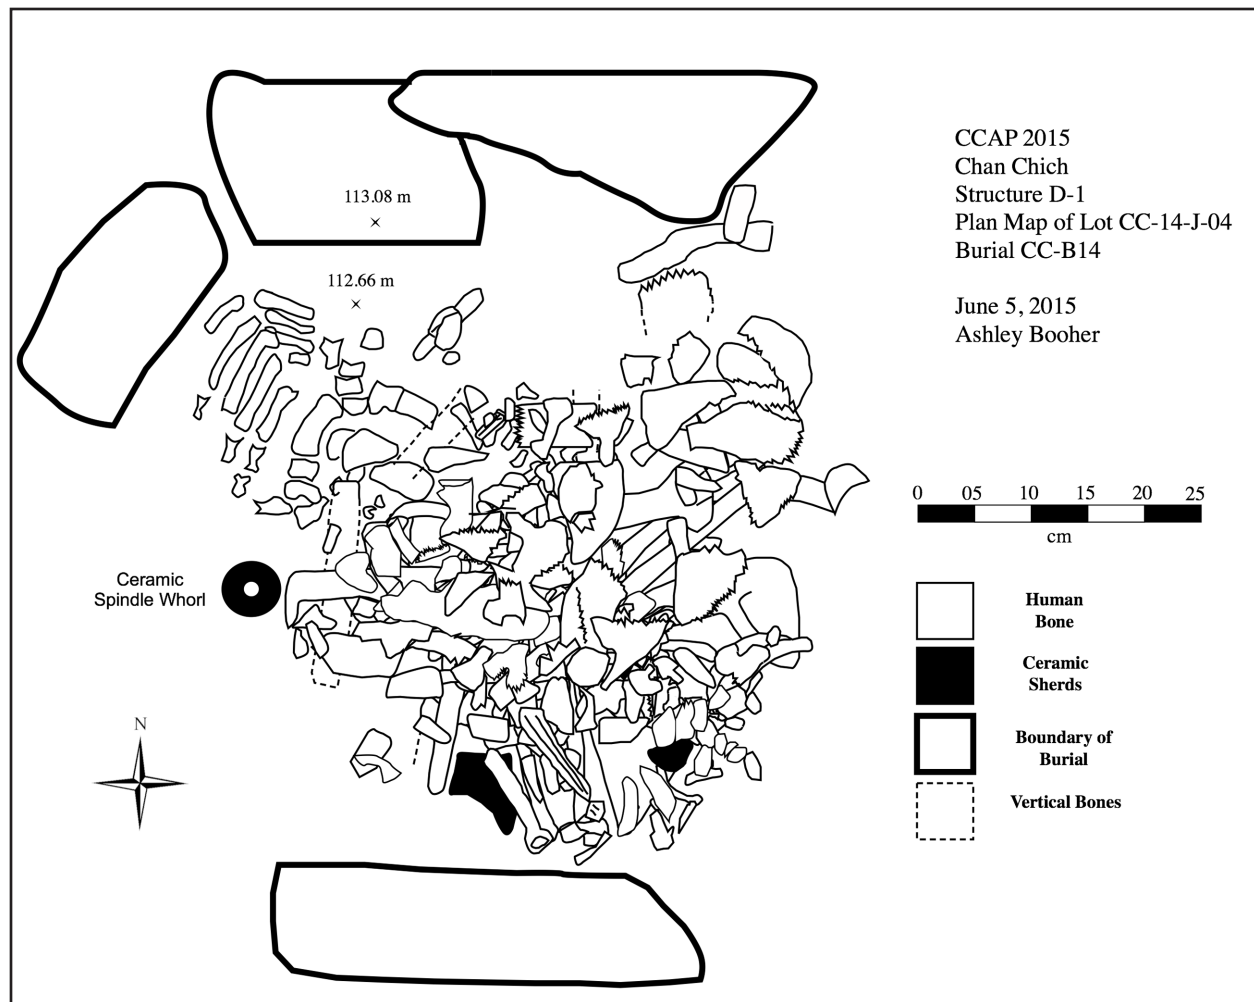 CCAP 2015
Chan Chich
Structure D-1
Plan Map of Lot CC-14-J-04
Burial CC-B14
June 5, 2015
Ashley Booher
113.08 m
112.66 m
0 05 10 15 20 25
cm
Ceramic
Spindle Whorl
Human
Bone
Ceramic
Sherds
Boundary of
Burial
Vertical Bones
N